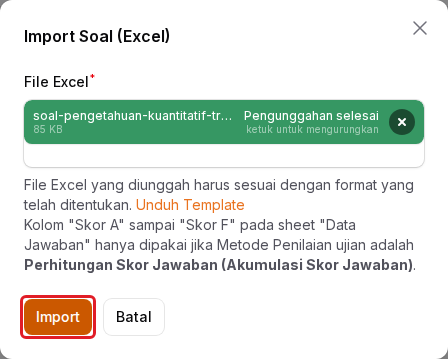 Import Soal (Excel)
File Excel*
soal-pengetahuan-kuantitatif-tr... Pengunggahan selesai
85 KB ketuk untuk mengurungkan
File Excel yang diunggah harus sesuai dengan format yang
telah ditentukan. Unduh Template
Kolom "Skor A" sampai "Skor F" pada sheet "Data
Jawaban" hanya dipakai jika Metode Penilaian ujian adalah
Perhitungan Skor Jawaban (Akumulasi Skor Jawaban).
Import Batal